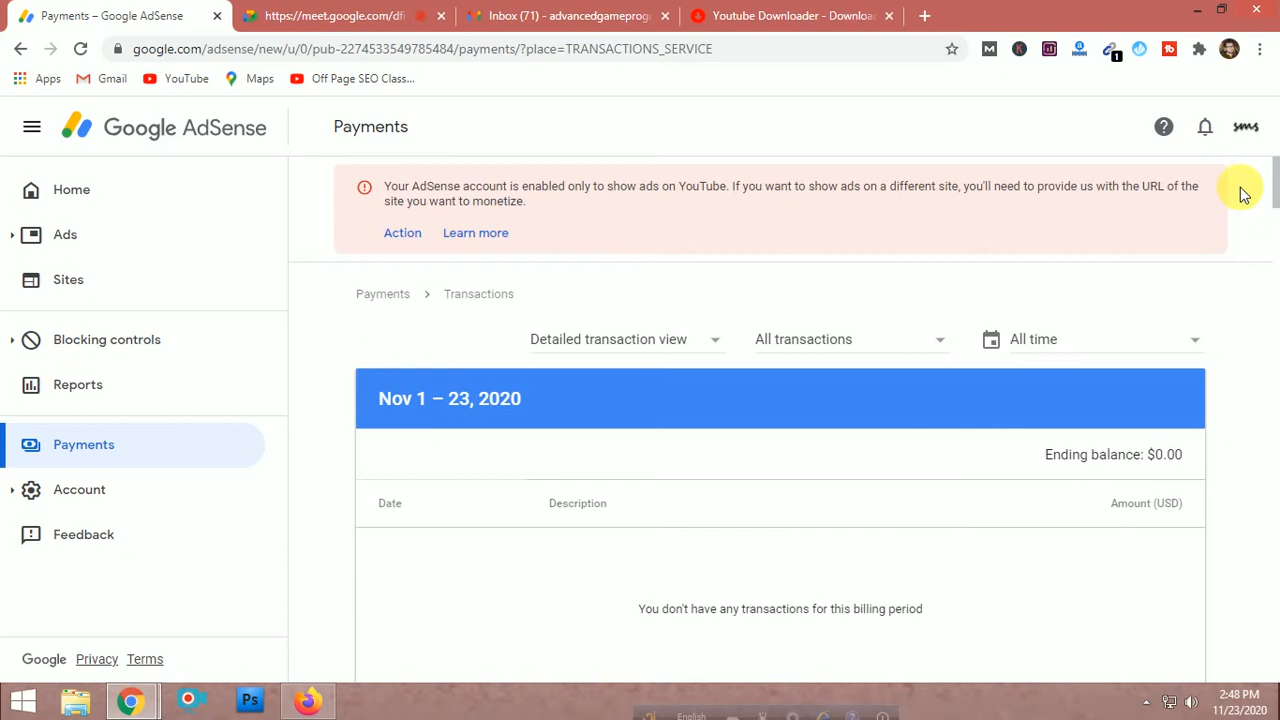 Payments – Google AdSense
https://meet.google.com/dfi
Inbox (71) - advancedgameprogr
Youtube Downloader - Download
google.com/adsense/new/u/0/pub-2274533549785484/payments/?place=TRANSACTIONS_SERVICE
1
Apps
Gmail
YouTube
Maps
Off Page SEO Class...
Google AdSense
Payments
sms
Home
Ads
Sites
Blocking controls
Reports
Payments
Account
Feedback
Google Privacy Terms
Your AdSense account is enabled only to show ads on YouTube. If you want to show ads on a different site, you'll need to provide us with the URL of the
site you want to monetize.
Action Learn more
Payments > Transactions
Detailed transaction view
All transactions
All time
Nov 1 – 23, 2020
Ending balance: $0.00
Date Description Amount (USD)
You don't have any transactions for this billing period
Ps
English
2:48 PM
11/23/2020